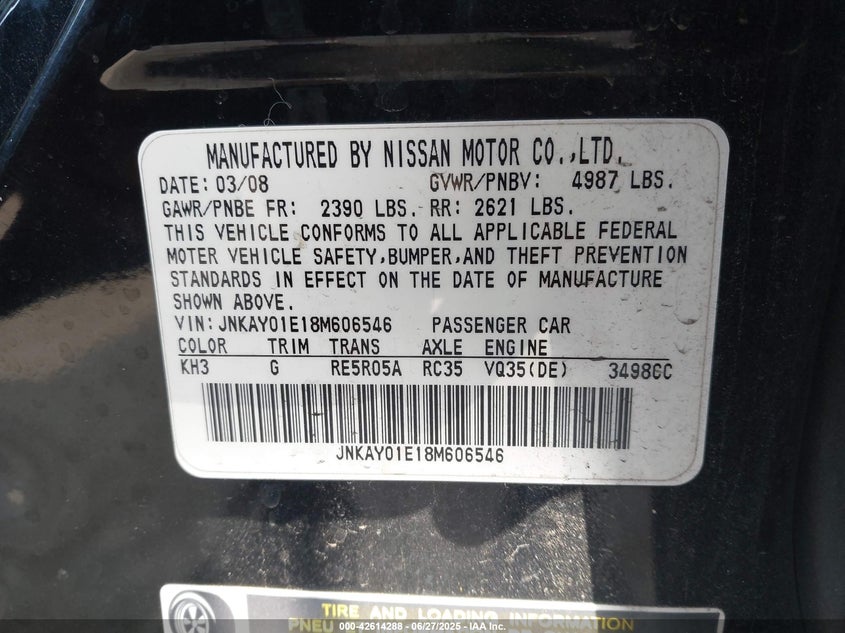 MANUFACTURED BY NISSAN MOTOR CO.,LTD.
DATE: 03/08 GVWR/PNBV: 4987 LBS.
GAWR/PNBE FR: 2390 LBS. RR: 2621 LBS.
THIS VEHICLE CONFORMS TO ALL APPLICABLE FEDERAL
MOTER VEHICLE SAFETY,BUMPER,AND THEFT PREVENTION
STANDARDS IN EFFECT ON THE DATE OF MANUFACTURE
SHOWN ABOVE.
VIN: JNKAY01E18M606546 PASSENGER CAR
COLOR TRIM TRANS AXLE ENGINE
KH3 G RE5R05A RC35 VQ35(DE) 3498CC
JNKAY01E18M606546
TIRE AND LOADING INFORMATION
PNEU
000-42614288 - 06/27/2025 - IAA Inc.